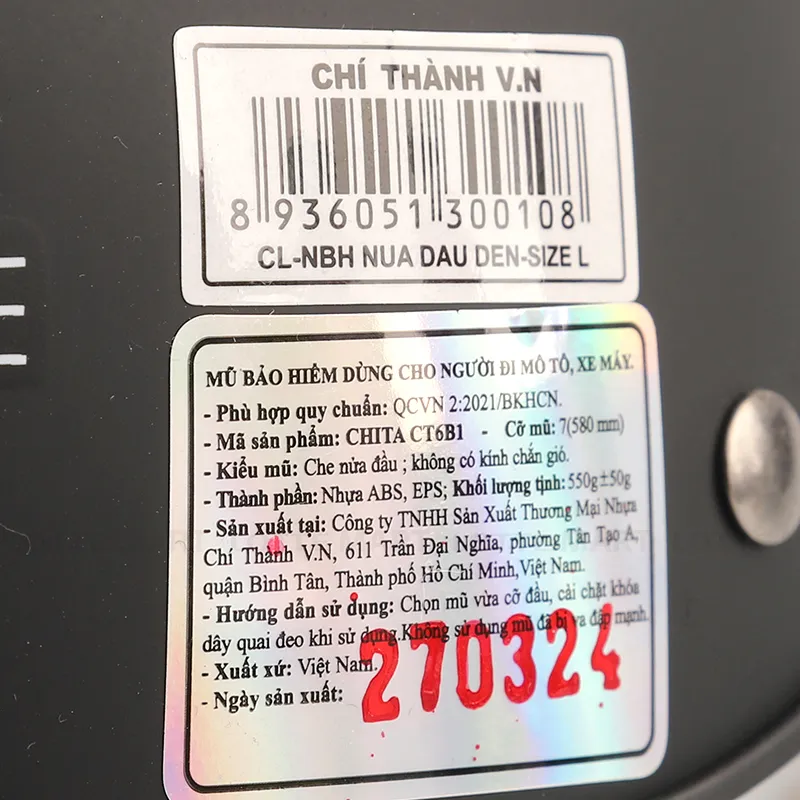 CHÍ THÀNH V.N
8 936051 300108
CL-NBH NUA DAU DEN-SIZE L
MŨ BẢO HIỂM DÙNG CHO NGƯỜI ĐI MÔ TÔ, XE MÁY.
- Phù hợp quy chuẩn: QCVN 2:2021/BKHCN.
- Mã sản phẩm: CHITA CT6B1 - Cỡ mũ: 7(580 mm)
- Kiểu mũ: Che nửa đầu ; không có kính chắn gió.
- Thành phần: Nhựa ABS, EPS; Khối lượng tịnh: 550g±50g
- Sản xuất tại: Công ty TNHH Sản Xuất Thương Mại Nhựa
Chí Thành V.N, 611 Trần Đại Nghĩa, phường Tân Tạo A,
quận Bình Tân, Thành phố Hồ Chí Minh,Việt Nam.
- Hướng dẫn sử dụng: Chọn mũ vừa cỡ đầu, cài chặt khóa
dây quai đeo khi sử dụng.Không sử dụng mũ đã bị va đập mạnh.
- Xuất xứ: Việt Nam.
- Ngày sản xuất: 270324